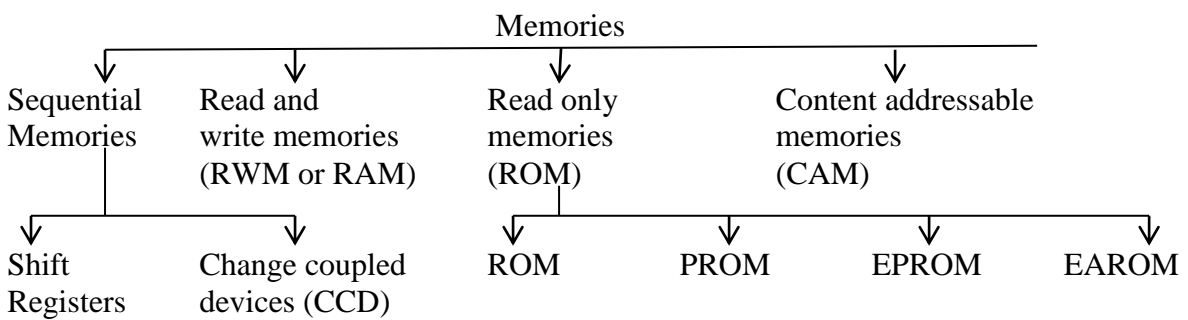 Memories
Sequential Memories
Read and write memories (RWM or RAM)
Read only memories (ROM)
Content addressable memories (CAM)
Shift Registers
Change coupled devices (CCD)
ROM
PROM
EPROM
EAROM